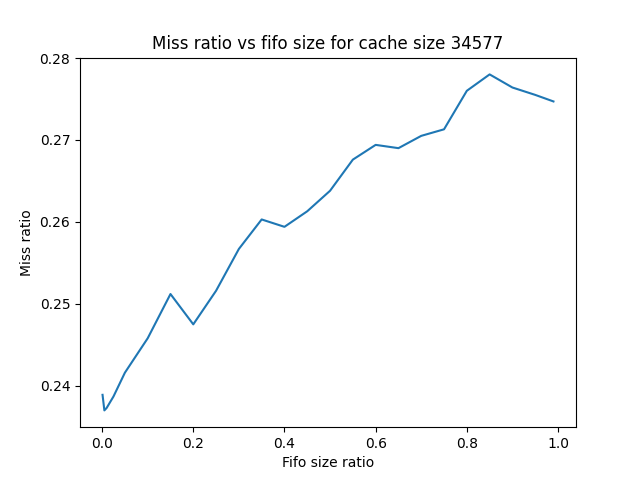 Miss ratio vs fifo size for cache size 34577
0.28
0.27
0.26
0.25
0.24
Miss ratio
0.0 0.2 0.4 0.6 0.8 1.0
Fifo size ratio